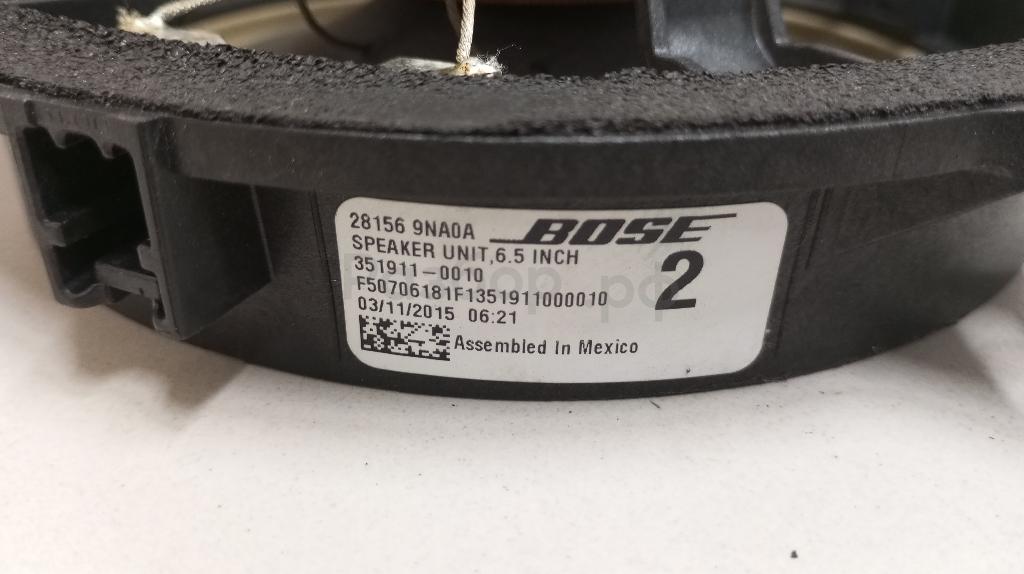 28156 9NA0A BOSE
SPEAKER UNIT,6.5 INCH
351911-0010 2
F50706181F1351911000010
03/11/2015 06:21
Assembled In Mexico